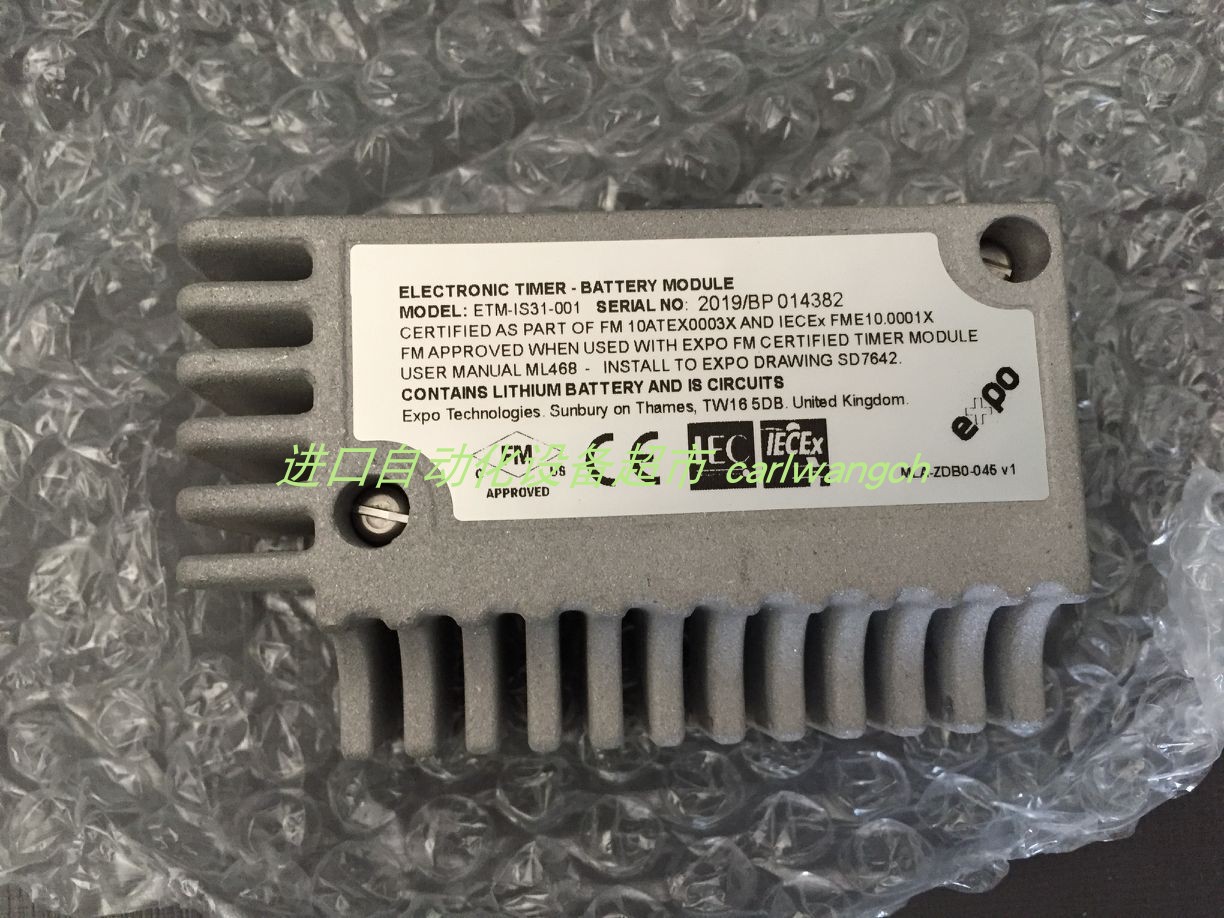 ELECTRONIC TIMER - BATTERY MODULE
MODEL: ETM-IS31-001 SERIAL NO: 2019/BP 014382
CERTIFIED AS PART OF FM 10ATEX0003X AND IECEx FME10.0001X
FM APPROVED WHEN USED WITH EXPO FM CERTIFIED TIMER MODULE
USER MANUAL ML468 - INSTALL TO EXPO DRAWING SD7642.
CONTAINS LITHIUM BATTERY AND IS CIRCUITS
Expo Technologies. Sunbury on Thames, TW16 5DB. United Kingdom.
expo
FM
APPROVED
CE
IEC
IECEx
-ZDB0-045 v1
进口自动化设备超市 carlwangch